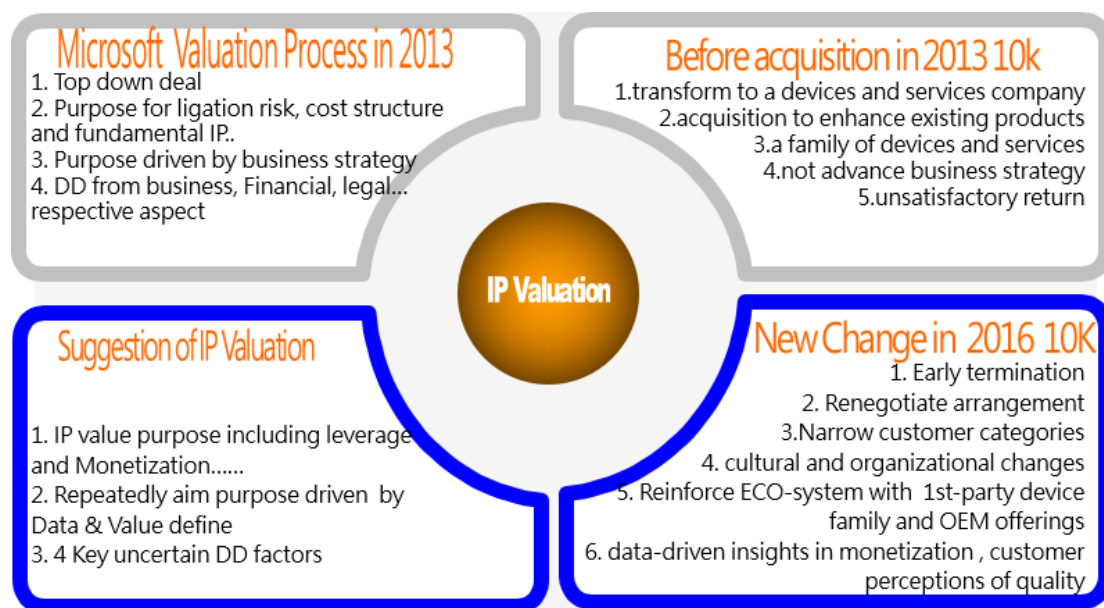 Microsoft Valuation Process in 2013
1. Top down deal
2. Purpose for ligation risk, cost structure
and fundamental IP..
3. Purpose driven by business strategy
4. DD from business, Financial, legal...
respective aspect
Before acquisition in 2013 10k
1.transform to a devices and services company
2.acquisition to enhance existing products
3.a family of devices and services
4.not advance business strategy
5.unsatisfactory return
IP Valuation
Suggestion of IP Valuation
1. IP value purpose including leverage
and Monetization......
2. Repeatedly aim purpose driven by
Data & Value define
3. 4 Key uncertain DD factors
New Change in 2016 10K
1. Early termination
2. Renegotiate arrangement
3.Narrow customer categories
4. cultural and organizational changes
5. Reinforce ECO-system with 1st-party device
family and OEM offerings
6. data-driven insights in monetization , customer
perceptions of quality